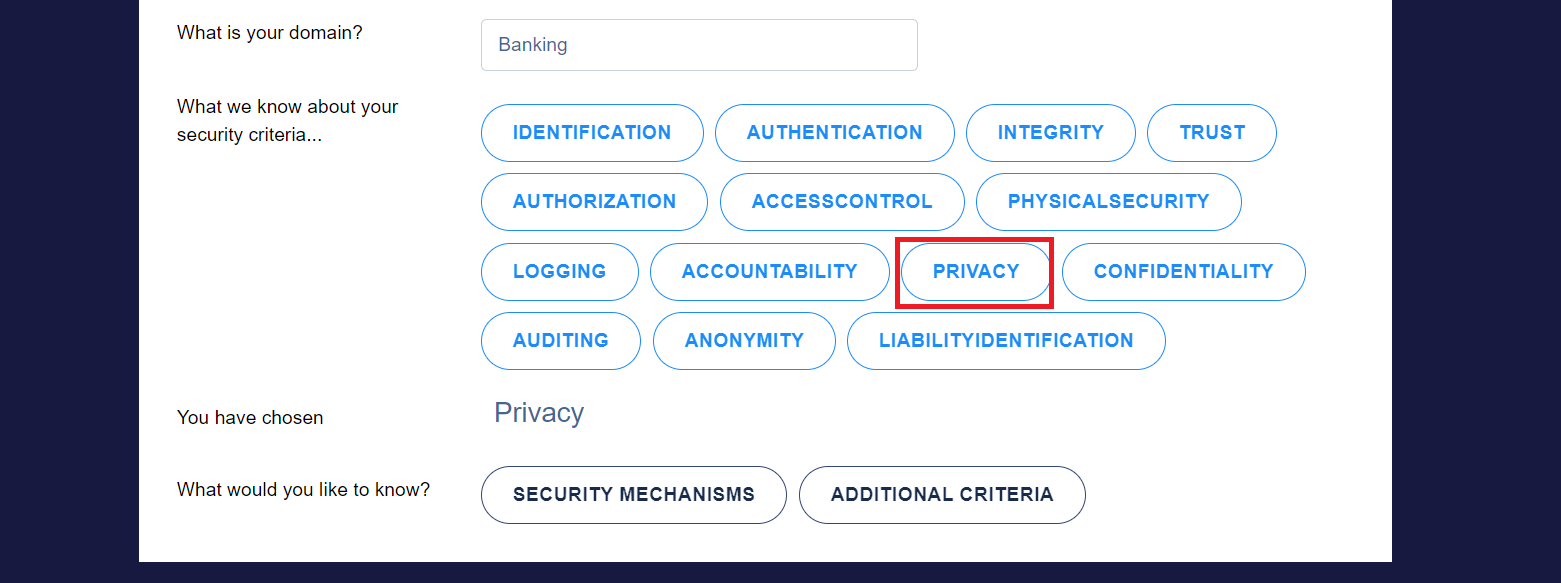 What is your domain?
Banking
What we know about your
security criteria...
IDENTIFICATION AUTHENTICATION INTEGRITY TRUST
AUTHORIZATION ACCESSCONTROL PHYSICALSECURITY
LOGGING ACCOUNTABILITY PRIVACY CONFIDENTIALITY
AUDITING ANONYMITY LIABILITYIDENTIFICATION
You have chosen
Privacy
What would you like to know?
SECURITY MECHANISMS ADDITIONAL CRITERIA